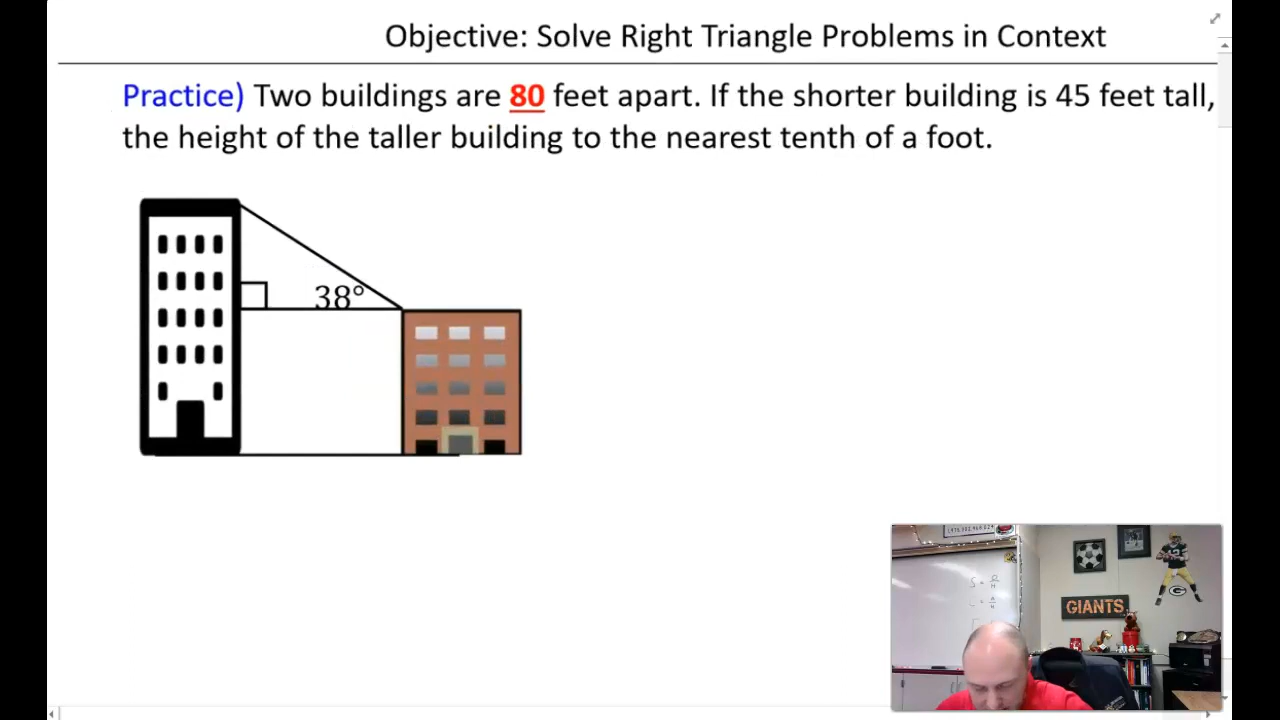 Objective: Solve Right Triangle Problems in Context
Practice) Two buildings are 80 feet apart. If the shorter building is 45 feet tall,
the height of the taller building to the nearest tenth of a foot.
38°
GIANTS
G